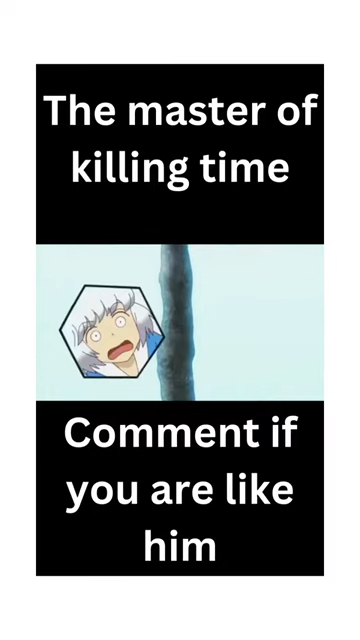 The master of
killing time
Comment if
you are like
him